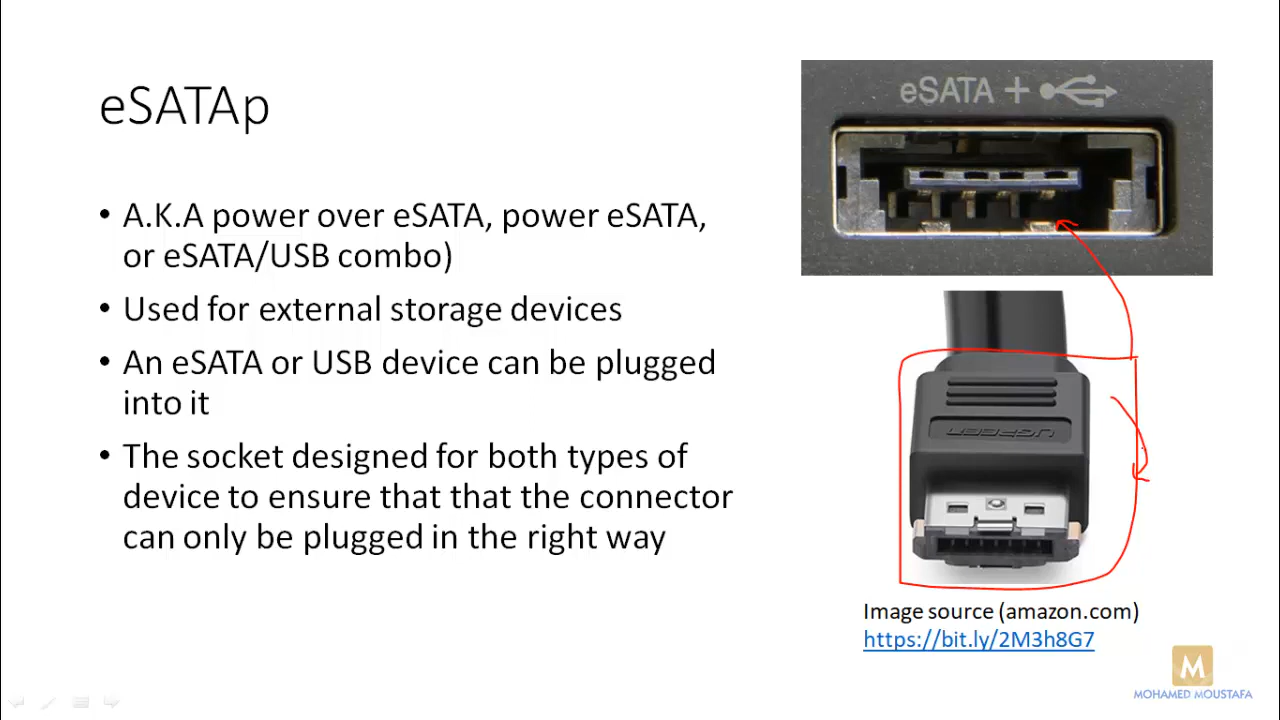 eSATAp
• A.K.A power over eSATA, power eSATA,
or eSATA/USB combo)
• Used for external storage devices
• An eSATA or USB device can be plugged
into it
• The socket designed for both types of
device to ensure that that the connector
can only be plugged in the right way
eSATA +
UGREEN
Image source (amazon.com)
https://bit.ly/2M3h8G7
M
MOHAMED MOUSTAFA